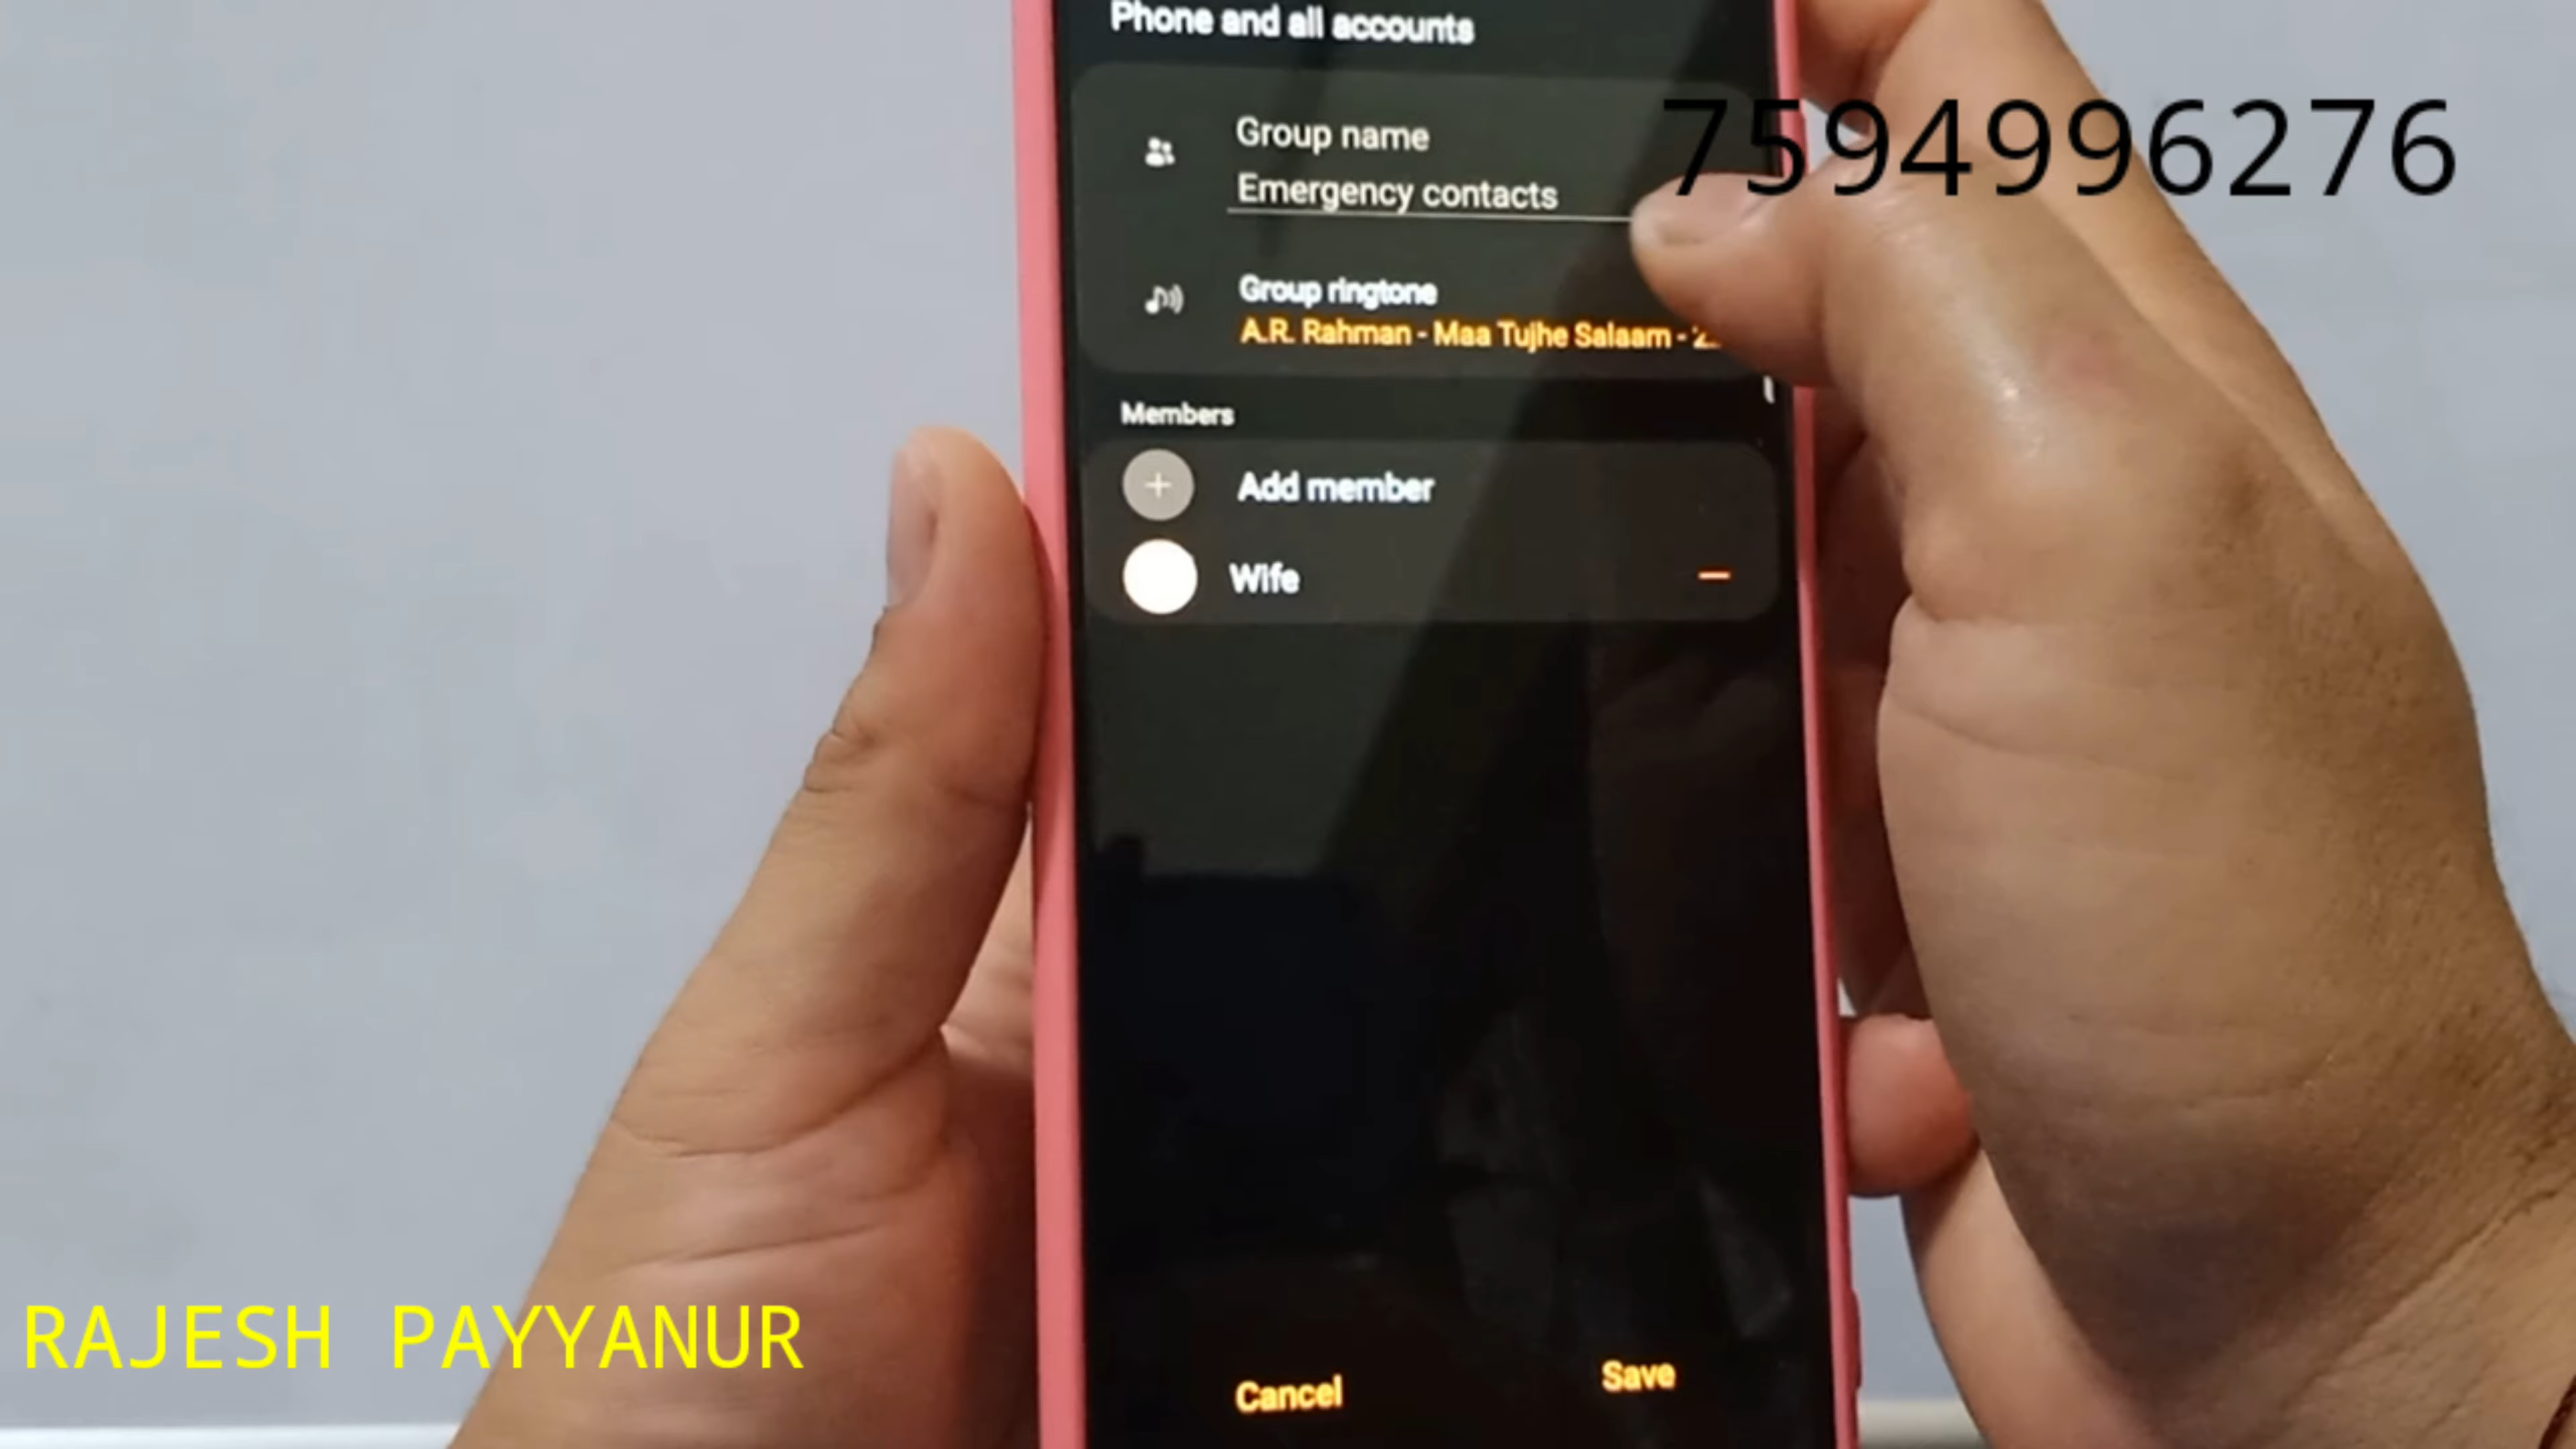 Phone and all accounts
7594996276
Group name
Emergency contacts
Group ringtone
A.R. Rahman - Maa Tujhe Salaam -
Members
Add member
Wife
Cancel
Save
RAJESH PAYYANUR